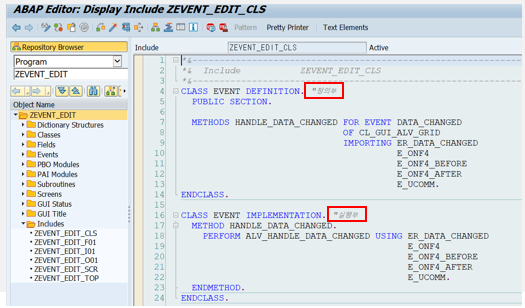 ABAP Editor: Display Include ZEVENT_EDIT_CLS
Pattern Pretty Printer Text Elements
Repository Browser
Program
ZEVENT_EDIT
Object Name
ZEVENT_EDIT
Dictionary Structures
Classes
Fields
Events
PBO Modules
PAI Modules
Subroutines
Screens
GUI Status
GUI Title
Includes
ZEVENT_EDIT_CLS
ZEVENT_EDIT_F01
ZEVENT_EDIT_I01
ZEVENT_EDIT_O01
ZEVENT_EDIT_SCR
ZEVENT_EDIT_TOP
Include ZEVENT_EDIT_CLS Active
1 *&---------------------------------------------------------------------
2 *& Include ZEVENT_EDIT_CLS
3 *&---------------------------------------------------------------------
4 CLASS EVENT DEFINITION. "정의부
5 PUBLIC SECTION.
6
7 METHODS HANDLE_DATA_CHANGED FOR EVENT DATA_CHANGED
8 OF CL_GUI_ALV_GRID
9 IMPORTING ER_DATA_CHANGED
10 E_ONF4
11 E_ONF4_BEFORE
12 E_ONF4_AFTER
13 E_UCOMM.
14 ENDCLASS.
15
16 CLASS EVENT IMPLEMENTATION. "실행부
17 METHOD HANDLE_DATA_CHANGED.
18 PERFORM ALV_HANDLE_DATA_CHANGED USING ER_DATA_CHANGED
19 E_ONF4
20 E_ONF4_BEFORE
21 E_ONF4_AFTER
22 E_UCOMM.
23 ENDMETHOD.
24 ENDCLASS.